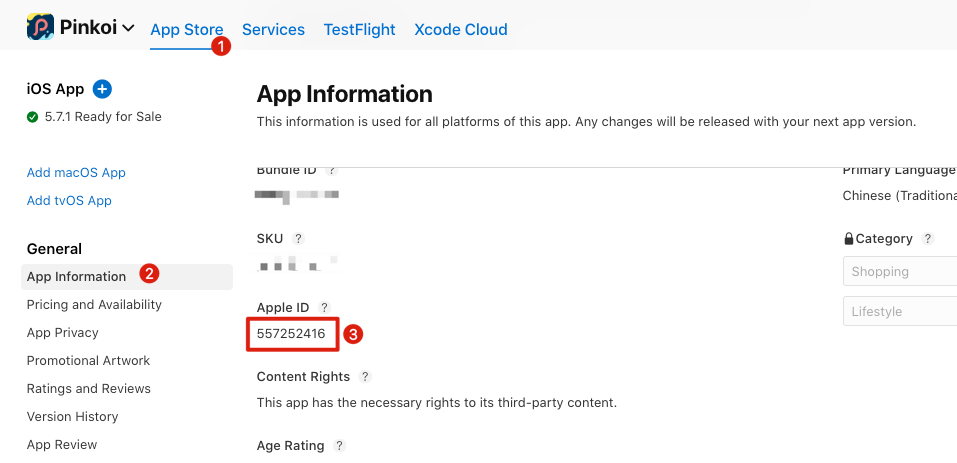 Pinkoi App Store Services TestFlight Xcode Cloud
1
iOS App
5.7.1 Ready for Sale
Add macOS App
Add tvOS App
General
App Information 2
Pricing and Availability
App Privacy
Promotional Artwork
Ratings and Reviews
Version History
App Review
App Information
This information is used for all platforms of this app. Any changes will be released with your next app version.
Bundle ID ?
SKU ?
Apple ID ?
557252416 3
Content Rights ?
This app has the necessary rights to its third-party content.
Age Rating ?
Primary Language
Chinese (Traditiona
Category ?
Shopping
Lifestyle